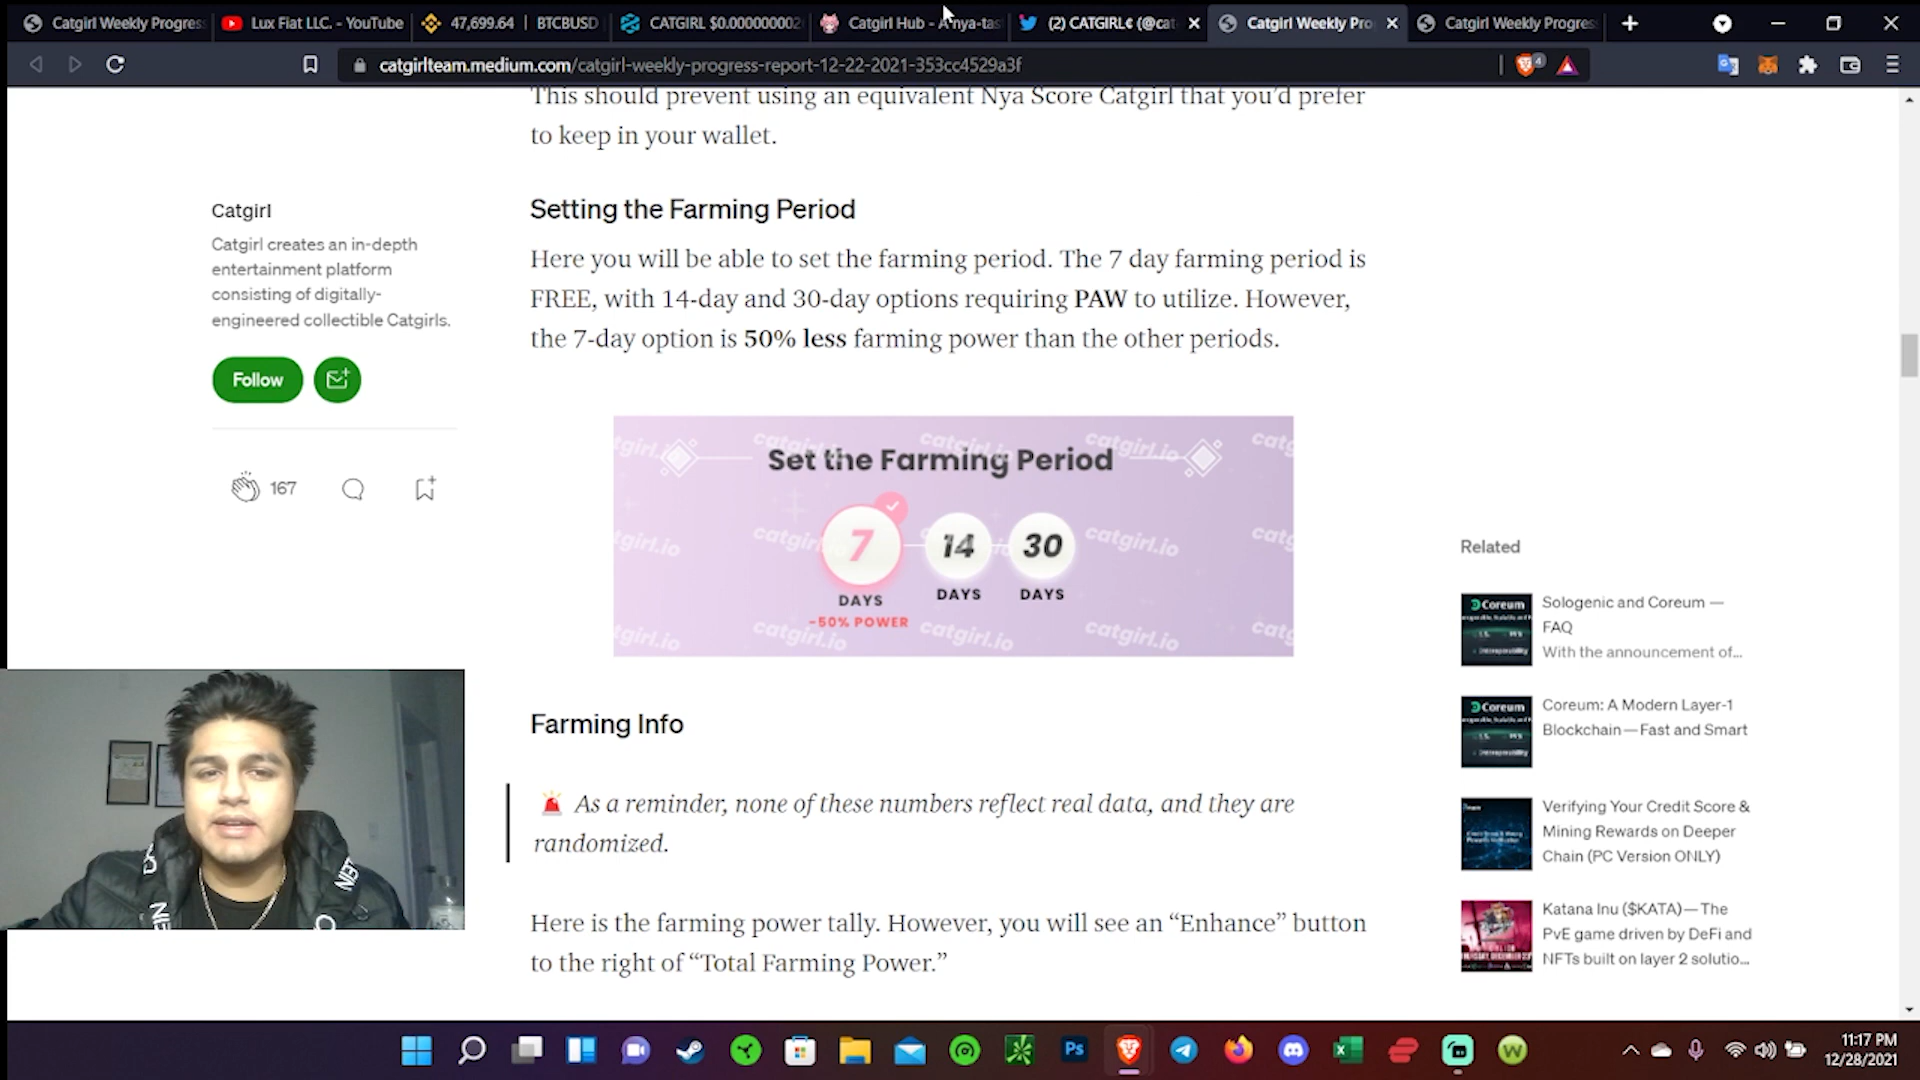 Catgirl Weekly Progres
Lux Fiat LLC. - YouTube
47,699.64 | BTCBUSD
CATGIRL $0.000000002
Catgirl Hub - A nya-tas
(2) CATGIRL¢ (@cat
Catgirl Weekly Pro
Catgirl Weekly Progres
catgirlteam.medium.com/catgirl-weekly-progress-report-12-22-2021-353cc4529a3f
4
This should prevent using an equivalent Nya Score Catgirl that you'd prefer
to keep in your wallet.
Catgirl
Catgirl creates an in-depth
entertainment platform
consisting of digitally-
engineered collectible Catgirls.
Follow
167
Setting the Farming Period
Here you will be able to set the farming period. The 7 day farming period is
FREE, with 14-day and 30-day options requiring PAW to utilize. However,
the 7-day option is 50% less farming power than the other periods.
Set the Farming Period
7
14
30
DAYS
DAYS
DAYS
-50% POWER
catgirl.io
Farming Info
As a reminder, none of these numbers reflect real data, and they are
randomized.
Here is the farming power tally. However, you will see an “Enhance” button
to the right of “Total Farming Power.”
Related
Coreum
Sologenic and Coreum —
FAQ
With the announcement of...
Coreum
Coreum: A Modern Layer-1
Blockchain — Fast and Smart
Verifying Your Credit Score &
Mining Rewards on Deeper
Chain (PC Version ONLY)
Katana Inu ($KATA) — The
PvE game driven by DeFi and
NFTs built on layer 2 solutio...
Ps
11:17 PM
12/28/2021